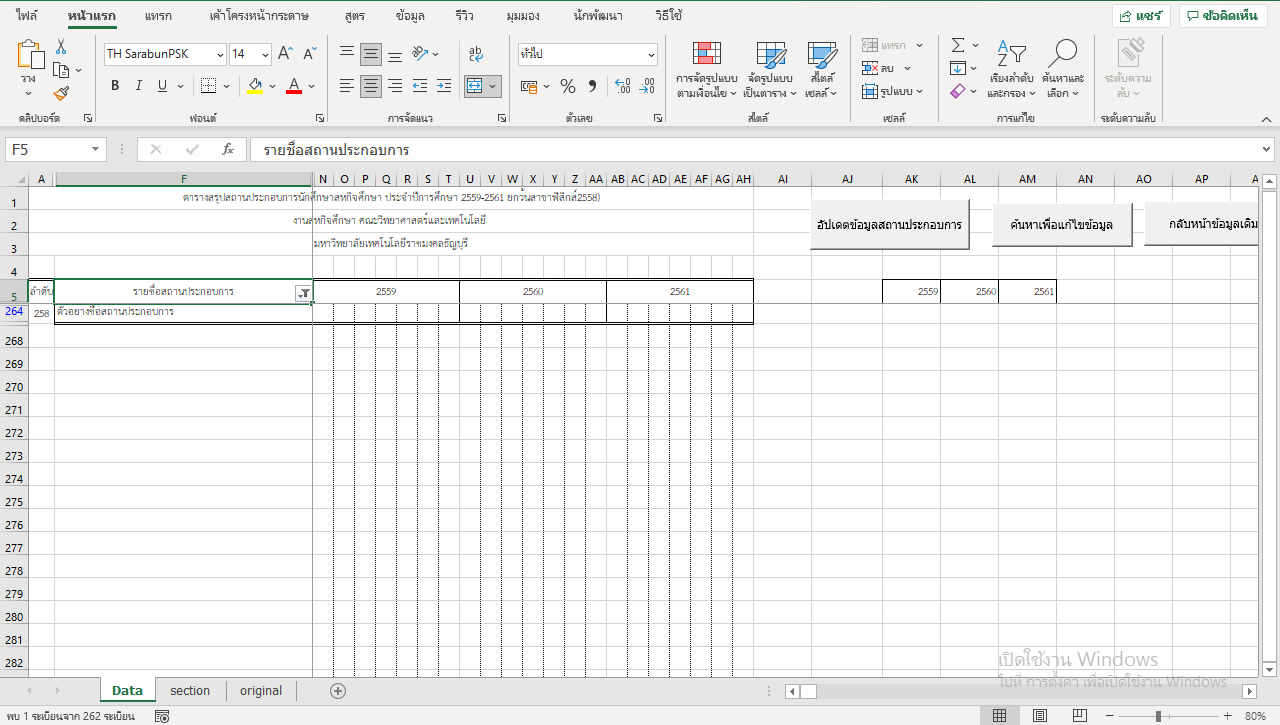 ไฟล์ หน้าแรก แทรก เค้าโครงหน้ากระดาษ สูตร ข้อมูล รีวิว มุมมอง นักพัฒนา วิธีใช้ แชร์ ข้อคิดเห็น
TH SarabunPSK 14 ab ทั่วไป
วาง
B I U % การจัดรูปแบบ ตามเงื่อนไข จัดรูปแบบ เป็นตาราง สไตล์ เซลล์
แทรก ลบ รูปแบบ
เรียงลำดับ และกรอง ค้นหาและ เลือก ระดับความ ลับ
คลิปบอร์ด ฟอนต์ การจัดแนว ตัวเลข สไตล์ เซลล์ การแก้ไข ระดับความลับ
F5 fx รายชื่อสถานประกอบการ
A F N O P Q R S T U V W X Y Z AA AB AC AD AE AF AG AH AI AJ AK AL AM AN AO AP A
1 ตารางสรุปสถานประกอบการนักศึกษาสหกิจศึกษา ประจำปีการศึกษา 2559-2561 ยกเว้นสาขาฟิสิกส์2558)
2 งานสหกิจศึกษา คณะวิทยาศาสตร์และเทคโนโลยี
อัปเดตข้อมูลสถานประกอบการ ค้นหาเพื่อแก้ไขข้อมูล กลับหน้าข้อมูลเดิม
3 มหาวิทยาลัยเทคโนโลยีราชมงคลธัญบุรี
4
5 ลำดับ รายชื่อสถานประกอบการ 2559 2560 2561 2559 2560 2561
264 258 ตัวอย่างชื่อสถานประกอบการ
268
269
270
271
272
273
274
275
276
277
278
279
280
281
282
เปิดใช้งาน Windows
ไปที่ การตั้งค่า เพื่อเปิดใช้งาน Windows
Data section original
พบ 1 ระเบียนจาก 262 ระเบียน 80%